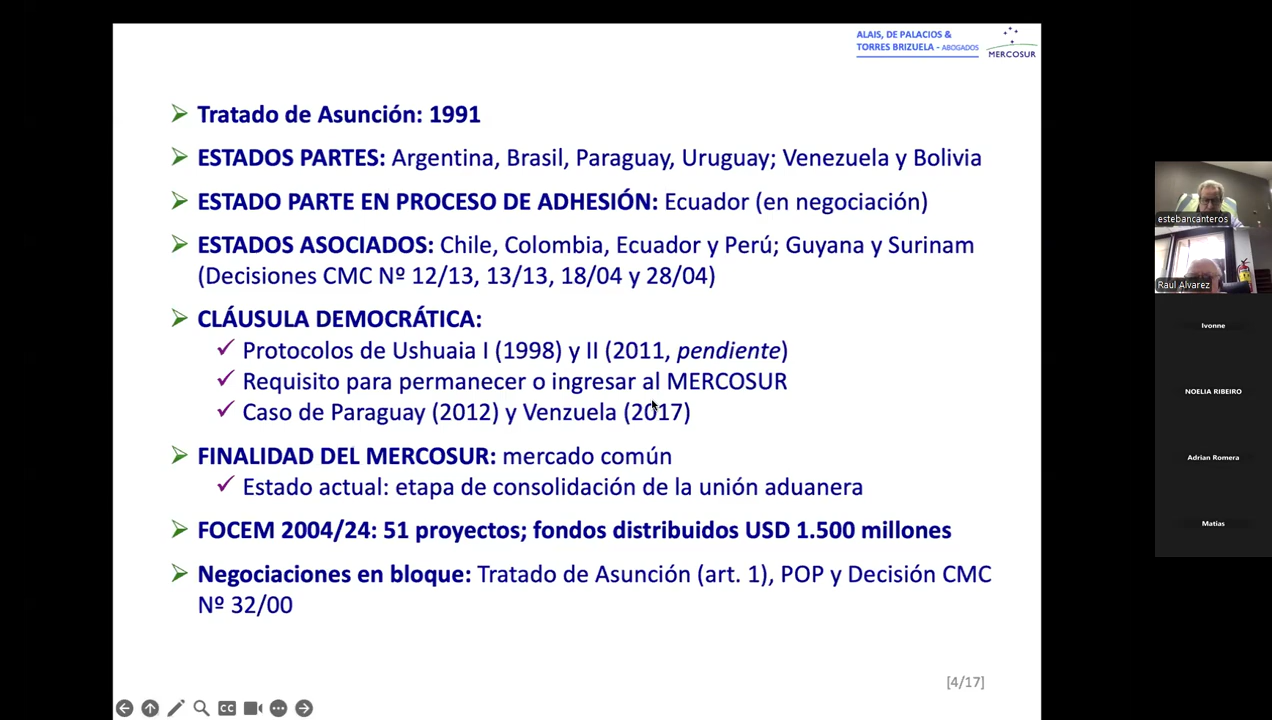 ALAIS, DE PALACIOS &
TORRES BRIZUELA - ABOGADOS
MERCOSUR
Tratado de Asunción: 1991
ESTADOS PARTES: Argentina, Brasil, Paraguay, Uruguay; Venezuela y Bolivia
ESTADO PARTE EN PROCESO DE ADHESIÓN: Ecuador (en negociación)
ESTADOS ASOCIADOS: Chile, Colombia, Ecuador y Perú; Guyana y Surinam
(Decisiones CMC Nº 12/13, 13/13, 18/04 y 28/04)
CLÁUSULA DEMOCRÁTICA:
Protocolos de Ushuaia I (1998) y II (2011, pendiente)
Requisito para permanecer o ingresar al MERCOSUR
Caso de Paraguay (2012) y Venzuela (2017)
FINALIDAD DEL MERCOSUR: mercado común
Estado actual: etapa de consolidación de la unión aduanera
FOCEM 2004/24: 51 proyectos; fondos distribuidos USD 1.500 millones
Negociaciones en bloque: Tratado de Asunción (art. 1), POP y Decisión CMC
Nº 32/00
[4/17]
CC
estebancanteros
Raul Alvarez
Ivonne
NOELIA RIBEIRO
Adrian Romera
Matias